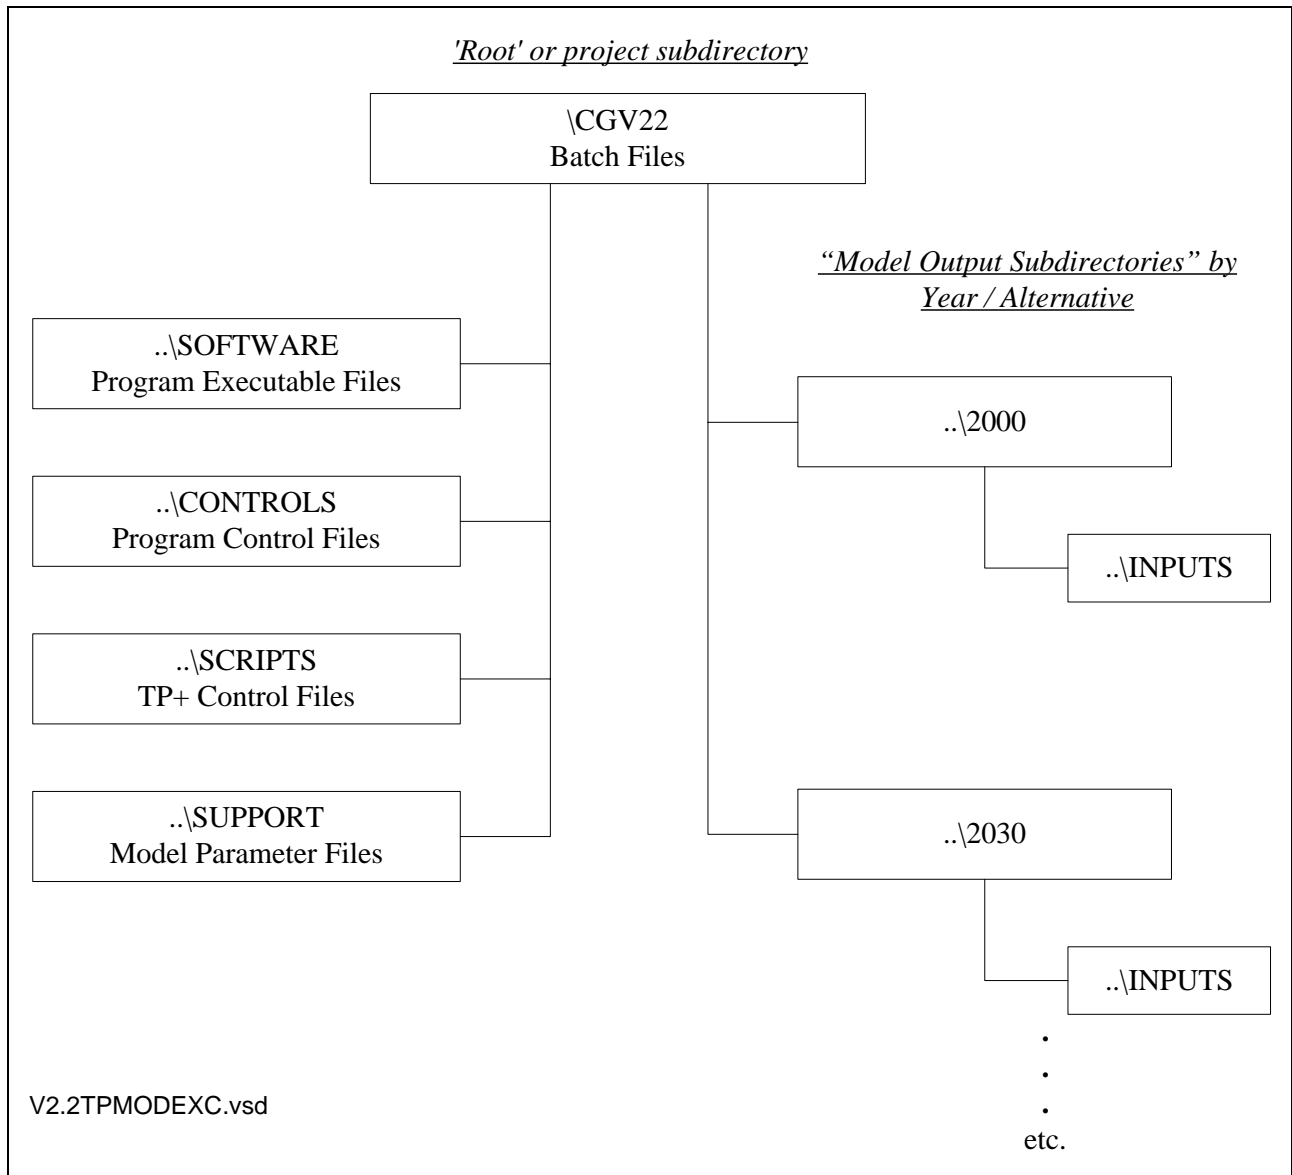 'Root' or project subdirectory
\CGV22
Batch Files
“Model Output Subdirectories” by
Year / Alternative
..\SOFTWARE
Program Executable Files
..\CONTROLS
Program Control Files
..\SCRIPTS
TP+ Control Files
..\SUPPORT
Model Parameter Files
..\2000
..\INPUTS
..\2030
..\INPUTS
.
.
.
etc.
V2.2TPMODEXC.vsd